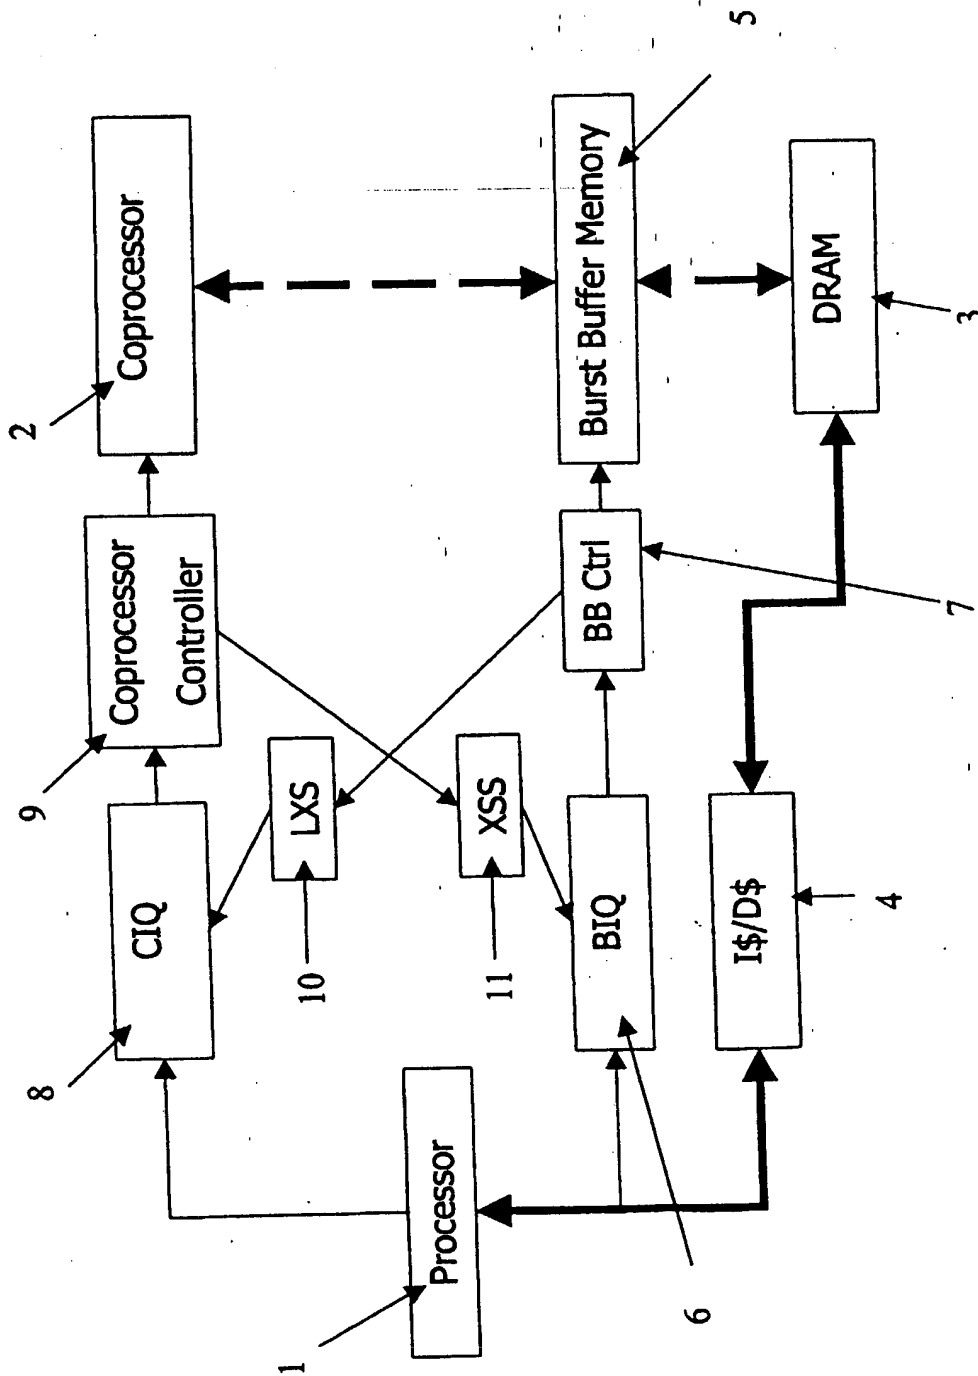 2
Coprocessor
9
Coprocessor
Controller
8
CIQ
10
LXS
11
XSS
1
Processor
5
Burst Buffer Memory
BB Ctrl
7
BIQ
6
DRAM
3
I$/D$
4